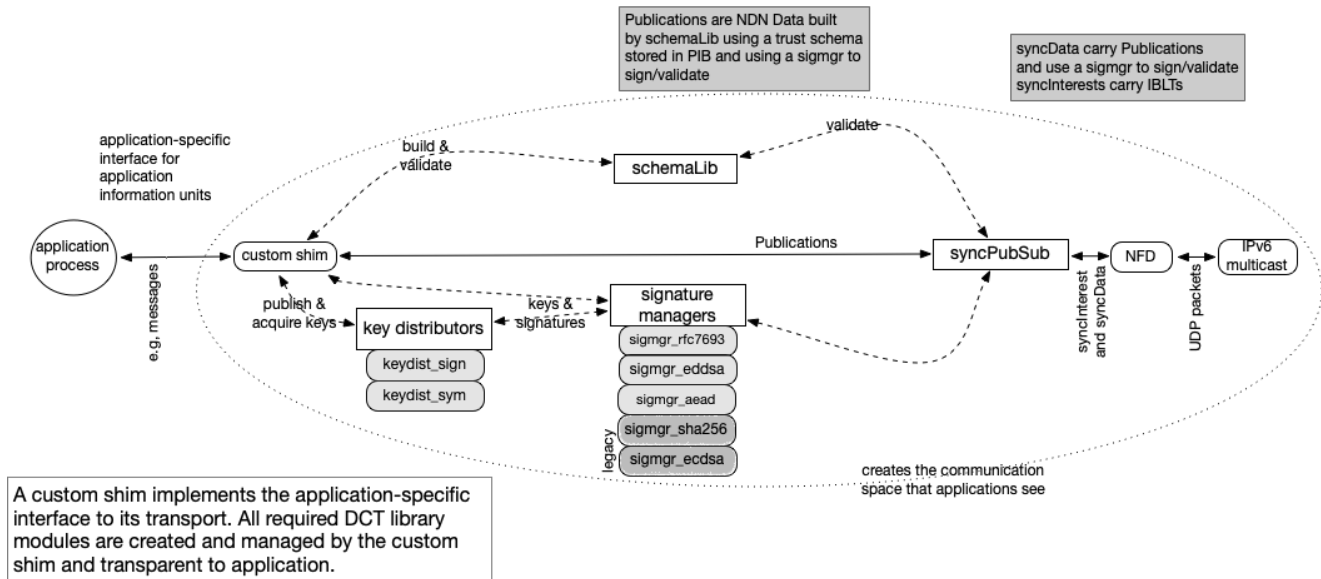 Publications are NDN Data built
by schemaLib using a trust schema
stored in PIB and using a sigmgr to
sign/validate
syncData carry Publications
and use a sigmgr to sign/validate
syncInterests carry IBLTs
application-specific
interface for
application
information units
build &
validate
validate
schemaLib
application
process
custom shim
Publications
syncPubSub
NFD
IPv6
multicast
e.g, messages
publish &
acquire keys
key distributors
keydist_sign
keydist_sym
keys &
signatures
signature
managers
sigmgr_rfc7693
sigmgr_eddsa
sigmgr_aead
sigmgr_sha256
sigmgr_ecdsa
legacy
syncInterest
and syncData
UDP packets
creates the communication
space that applications see
A custom shim implements the application-specific
interface to its transport. All required DCT library
modules are created and managed by the custom
shim and transparent to application.